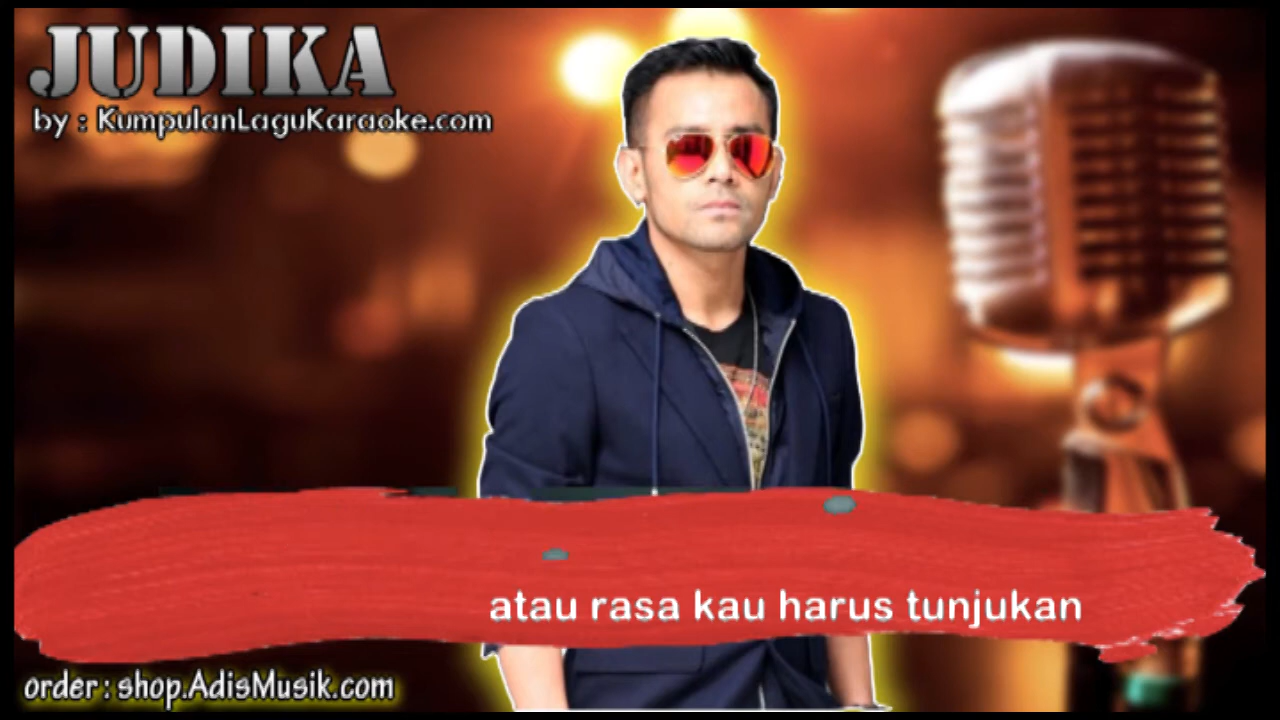 JUDIKA
by : KumpulanLaguKaraoke.com
atau rasa kau harus tunjukan
order : shop.AdisMusik.com